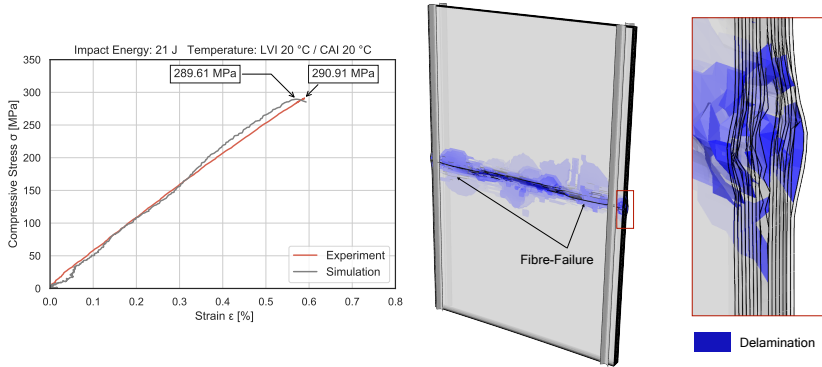 Impact Energy: 21 J   Temperature: LVI 20 °C / CAI 20 °C
350
300
250
200
150
100
50
0
Compressive Stress σ [MPa]
289.61 MPa
290.91 MPa
Experiment
Simulation
0.0 0.1 0.2 0.3 0.4 0.5 0.6 0.7 0.8
Strain ε [%]
Fibre-Failure
Delamination